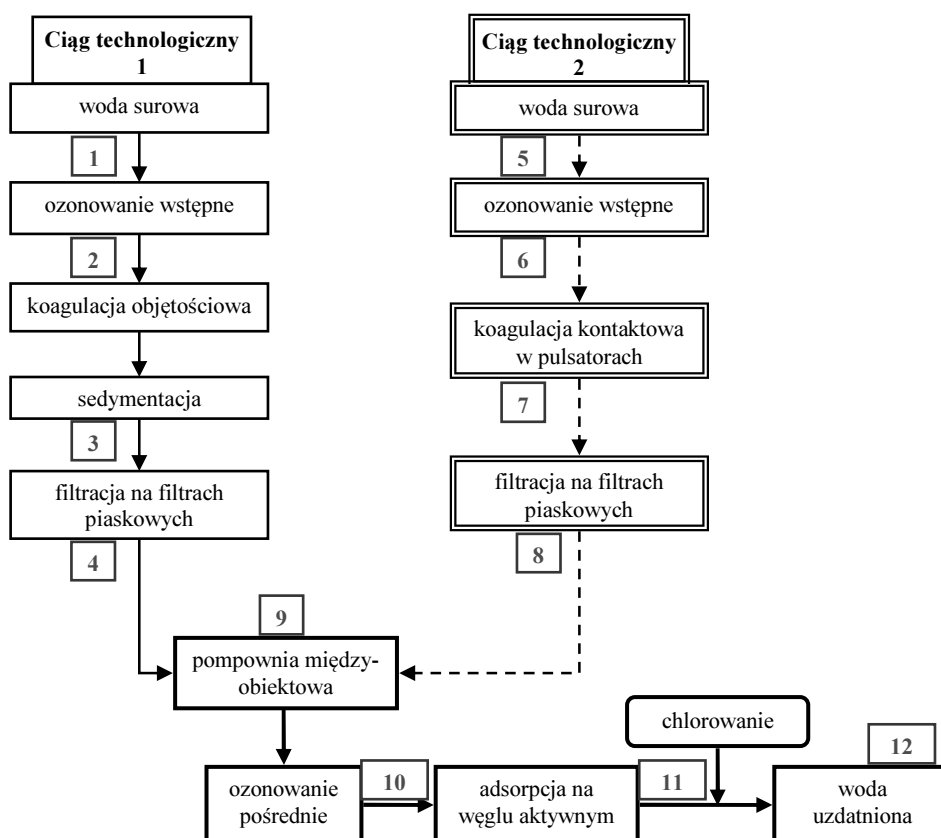 Ciąg technologiczny
1
woda surowa
1
ozonowanie wstępne
2
koagulacja objętościowa
sedymentacja
3
filtracja na filtrach
piaskowych
4
Ciąg technologiczny
2
woda surowa
5
ozonowanie wstępne
6
koagulacja kontaktowa
w pulsatorach
7
filtracja na filtrach
piaskowych
8
9
pompownia między-
obiektowa
ozonowanie
pośrednie
10
adsorpcja na
węglu aktywnym
11
chlorowanie
12
woda
uzdatniona